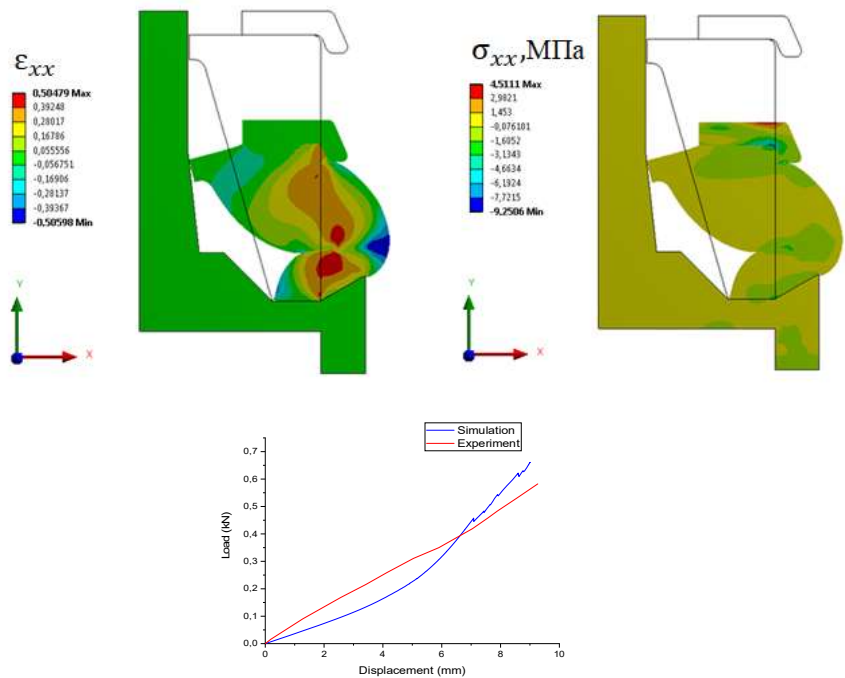 ε_xx
0,50479 Max
0,39248
0,28017
0,16786
0,055556
-0,056751
-0,16906
-0,28137
-0,39367
-0,50598 Min
Y
X
σ_xx,МПа
4,5111 Max
2,9821
1,453
-0,076101
-1,6052
-3,1343
-4,6634
-6,1924
-7,7215
-9,2506 Min
Y
X
Simulation
Experiment
0,7
0,6
0,5
0,4
0,3
0,2
0,1
0,0
Load (kN)
0 2 4 6 8 10
Displacement (mm)